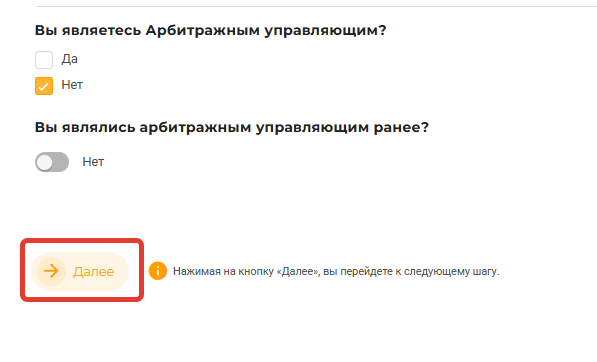 Вы являетесь Арбитражным управляющим?
Да
Нет
Вы являлись арбитражным управляющим ранее?
Нет
Далее
Нажимая на кнопку «Далее», вы перейдете к следующему шагу.